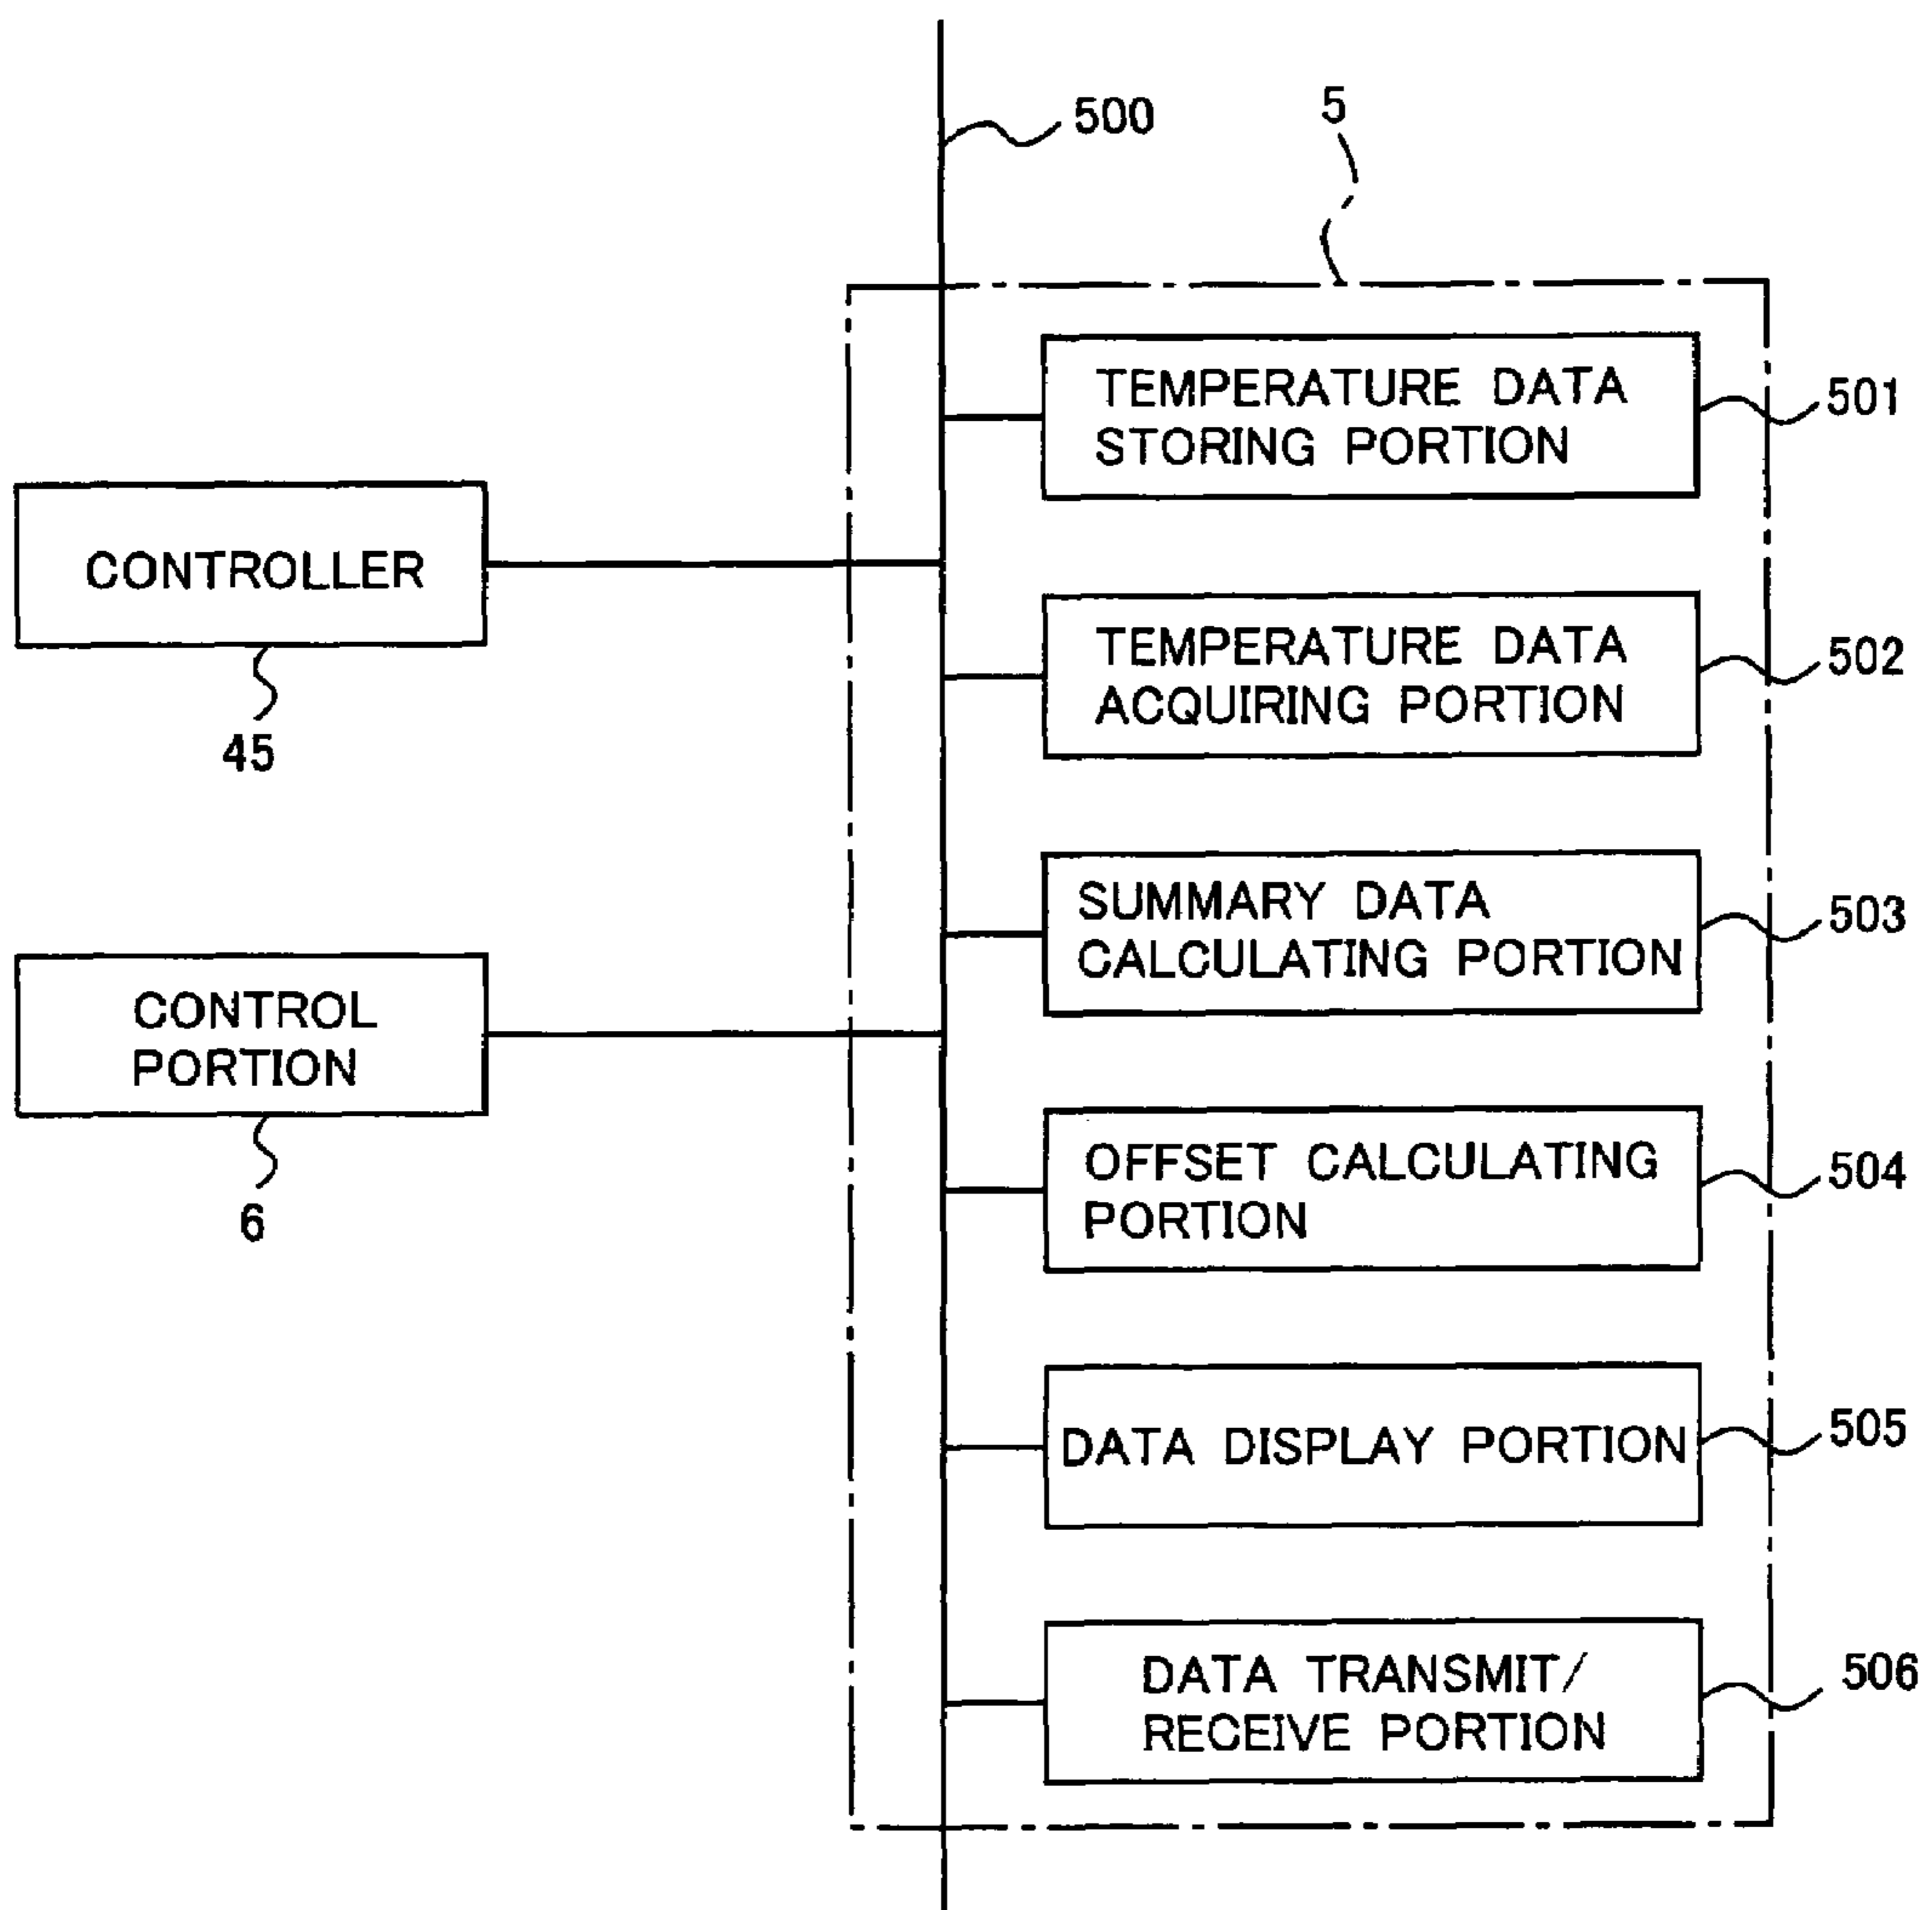 500
5
TEMPERATURE DATA
STORING PORTION
501
CONTROLLER
45
TEMPERATURE DATA
ACQUIRING PORTION
502
SUMMARY DATA
CALCULATING PORTION
503
CONTROL
PORTION
6
OFFSET CALCULATING
PORTION
504
DATA DISPLAY PORTION
505
DATA TRANSMIT/
RECEIVE PORTION
506